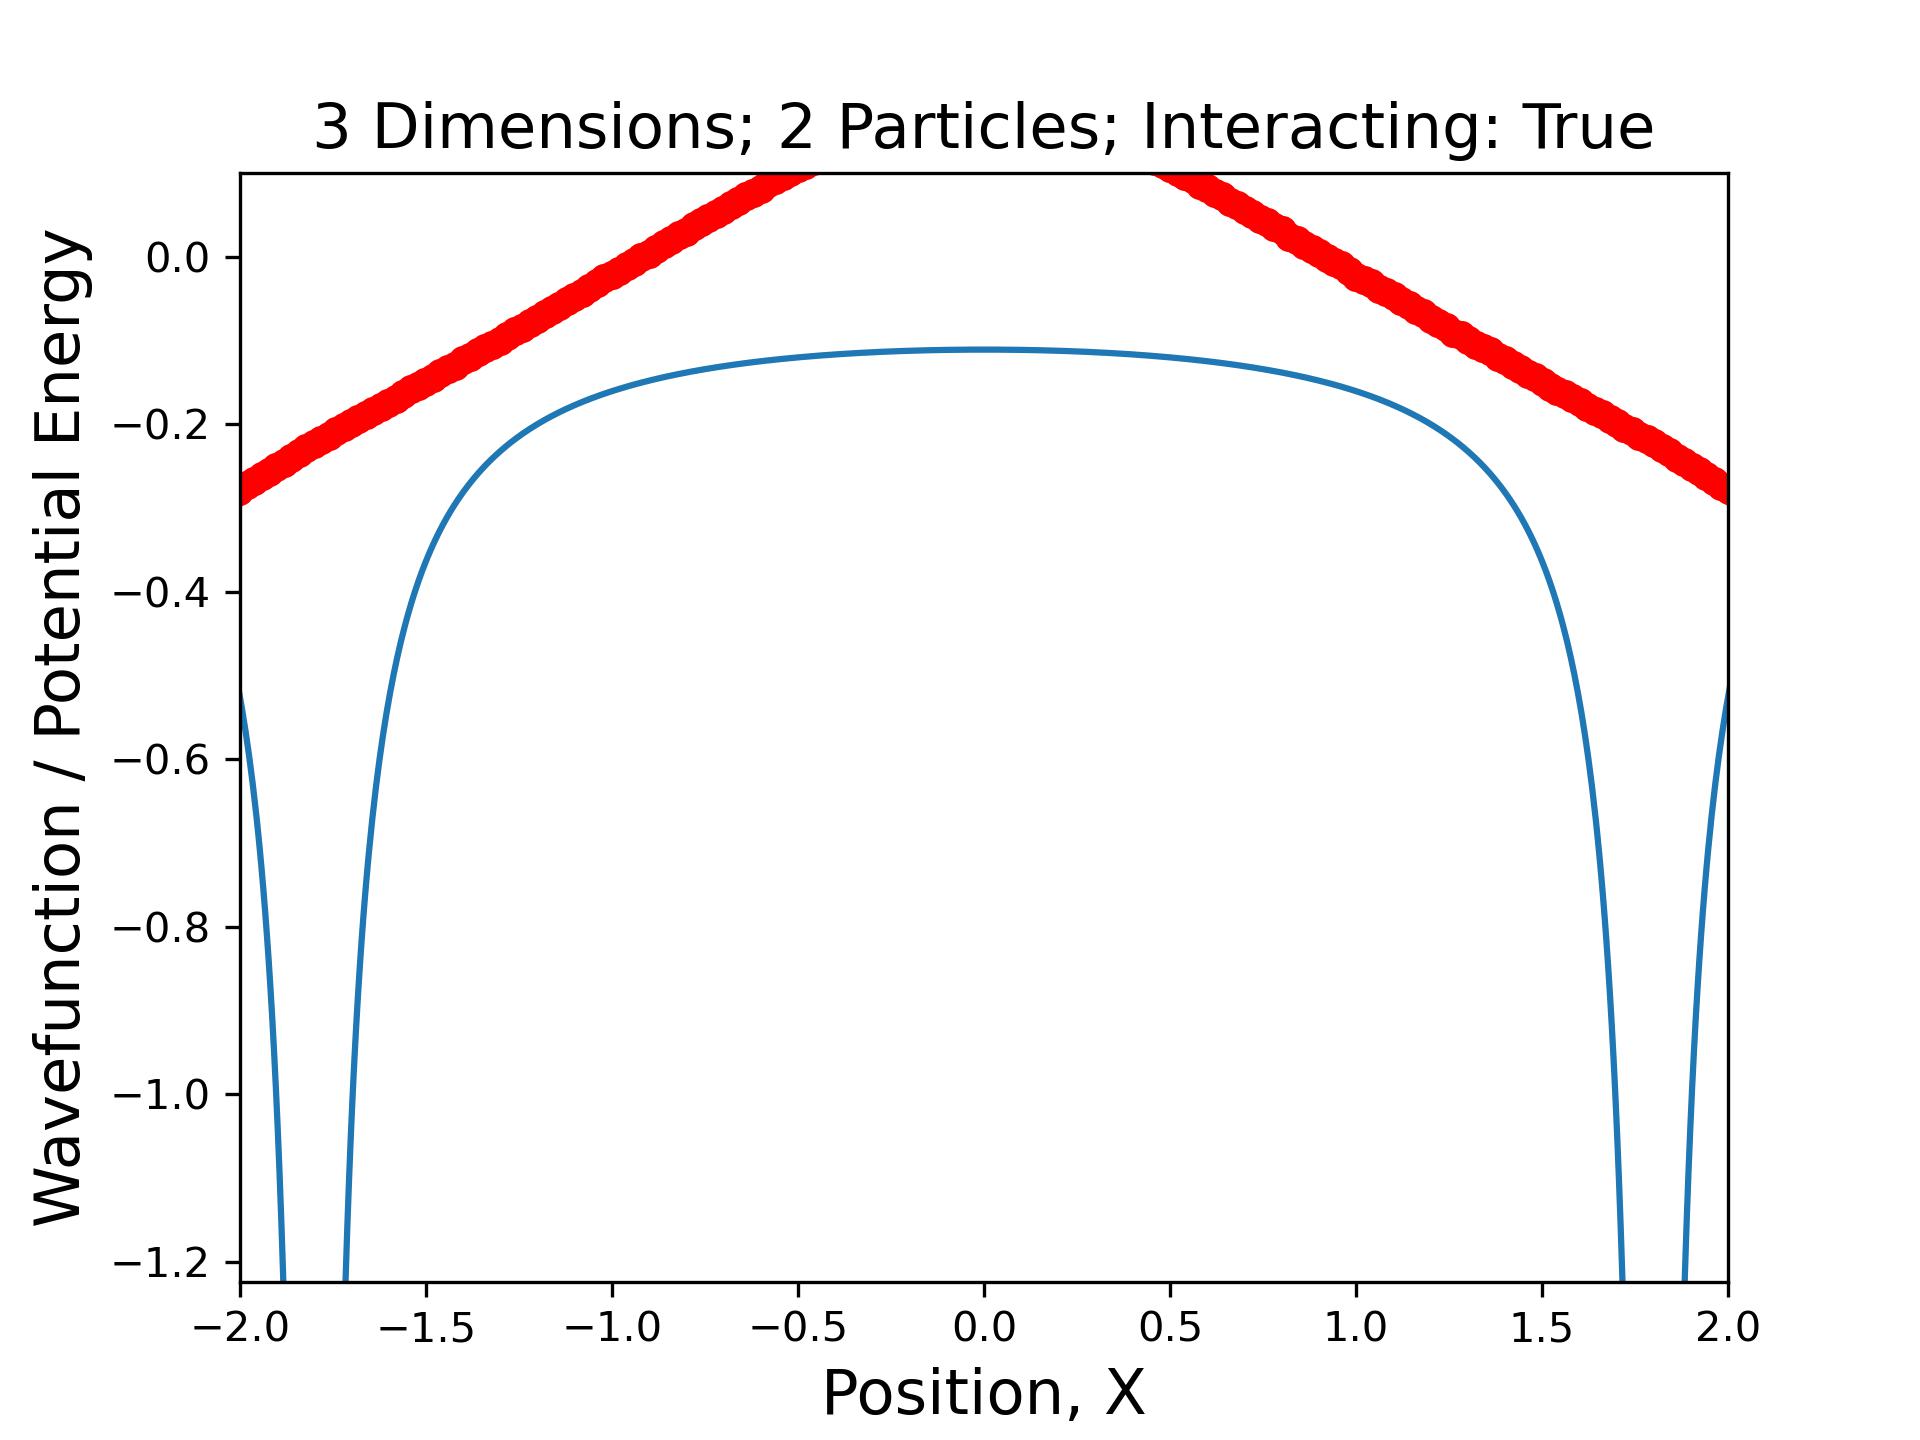 3 Dimensions; 2 Particles; Interacting: True
Wavefunction / Potential Energy
0.0
−0.2
−0.4
−0.6
−0.8
−1.0
−1.2
−2.0 −1.5 −1.0 −0.5 0.0 0.5 1.0 1.5 2.0
Position, X